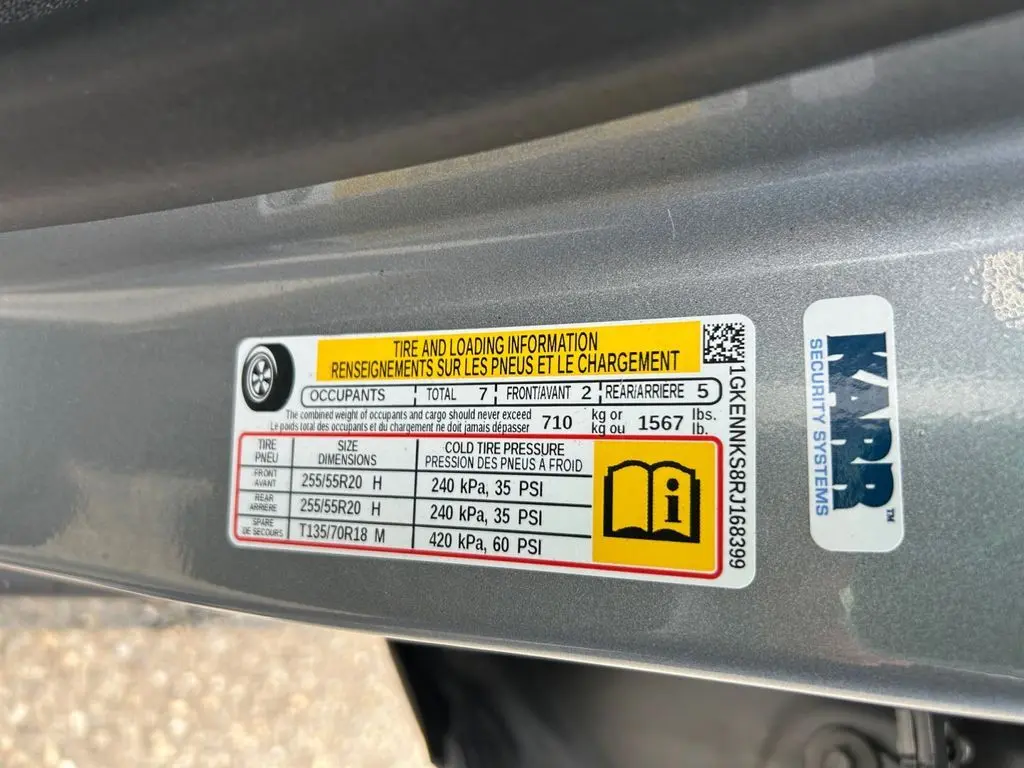 TIRE AND LOADING INFORMATION
RENSEIGNEMENTS SUR LES PNEUS ET LE CHARGEMENT
OCCUPANTS TOTAL 7 FRONT/AVANT 2 REAR/ARRIÈRE 5
The combined weight of occupants and cargo should never exceed 710 kg or 1567 lbs.
Le poids total des occupants et du chargement ne doit jamais dépasser kg ou lb.
TIRE SIZE COLD TIRE PRESSURE
PNEU DIMENSIONS PRESSION DES PNEUS A FROID
FRONT
AVANT 255/55R20 H 240 kPa, 35 PSI
REAR
ARRIÈRE 255/55R20 H 240 kPa, 35 PSI
SPARE
DE SECOURS T135/70R18 M 420 kPa, 60 PSI
i
1GKENNKS8RJ168399
KARR™
SECURITY SYSTEMS